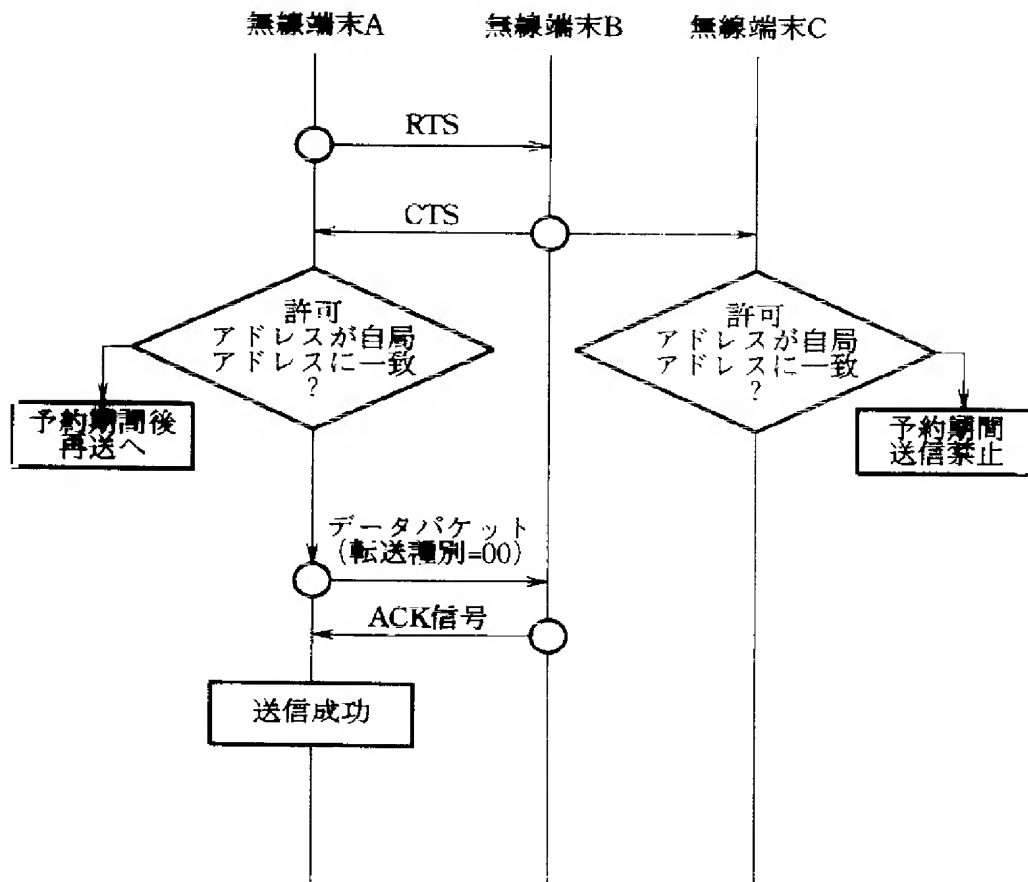 無線端末A
無線端末B
無線端末C
RTS
CTS
許可
アドレスが自局
アドレスに一致
?
許可
アドレスが自局
アドレスに一致
?
予約期間後
再送へ
予約期間
送信禁止
データパケット
(転送種別=00)
ACK信号
送信成功